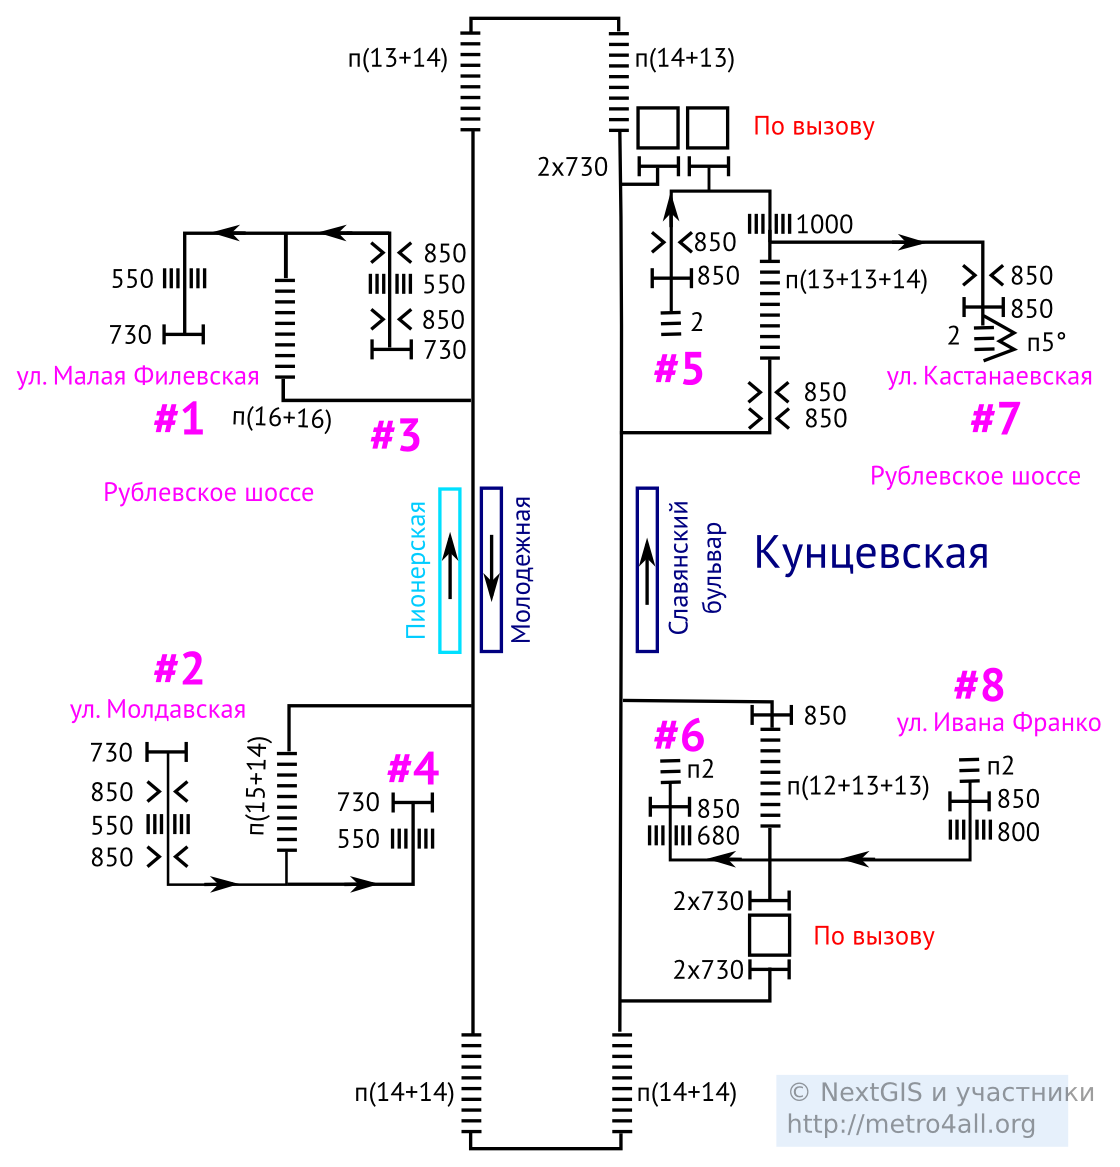 п(13+14)
п(14+13)
По вызову
2x730
850
550
850
730
550
730
ул. Малая Филевская
#1
п(16+16)
#3
1000
850
850
2
п(13+13+14)
#5
850
850
2
п5°
850
850
ул. Кастанаевская
#7
Рублевское шоссе
Рублевское шоссе
Пионерская
Молодежная
Славянский
бульвар
Кунцевская
#2
ул. Молдавская
730
850
550
850
п(15+14)
#4
730
550
#6
п2
850
680
850
п(12+13+13)
#8
ул. Ивана Франко
п2
850
800
2x730
По вызову
2x730
п(14+14)
п(14+14)
© NextGIS и участники
http://metro4all.org